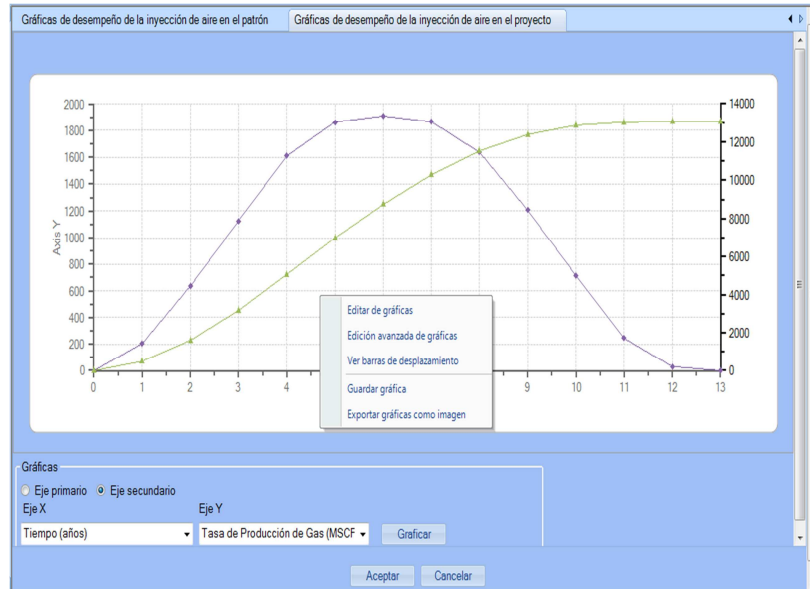 Gráficas de desempeño de la inyección de aire en el patrón
Gráficas de desempeño de la inyección de aire en el proyecto
2000
1800
1600
1400
1200
1000
800
600
400
200
0
Axis Y
14000
12000
10000
8000
6000
4000
2000
0
0 1 2 3 4 9 10 11 12 13
Editar de gráficas
Edición avanzada de gráficas
Ver barras de desplazamiento
Guardar gráfica
Exportar gráficas como imagen
Gráficas
Eje primario Eje secundario
Eje X Eje Y
Tiempo (años) Tasa de Producción de Gas (MSCF Graficar
Aceptar Cancelar